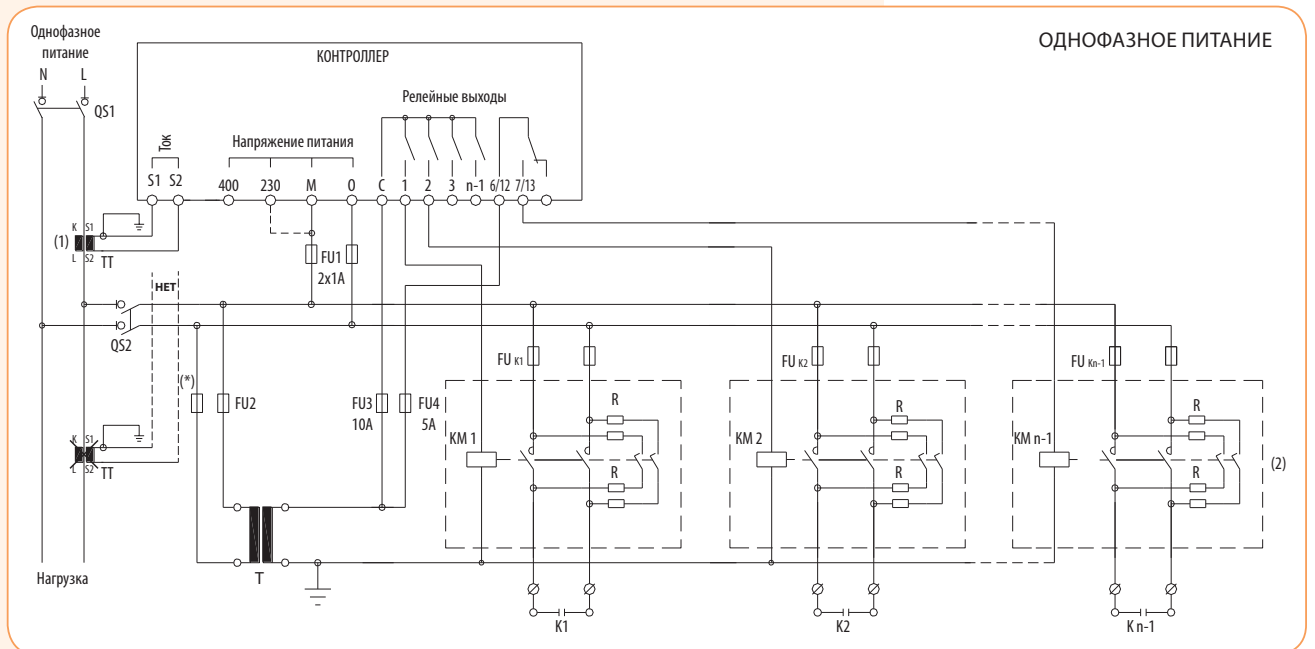 Однофазное
питание
N L
QS1
КОНТРОЛЛЕР
ОДНОФАЗНОЕ ПИТАНИЕ
Релейные выходы
Ток
Напряжение питания
S1 S2 400 230 M 0 C 1 2 3 n-1 6/12 7/13
K S1
(1)
L S2 TT
FU1
2x1A
НЕТ
QS2
(*)
FU2
FU3
10A
FU4
5A
K S1
L S2 TT
T
Нагрузка
FU K1
FU K2
FU Kn-1
R
R
R
KM 1
KM 2
KM n-1
R
R
R
(2)
K1
K2
K n-1